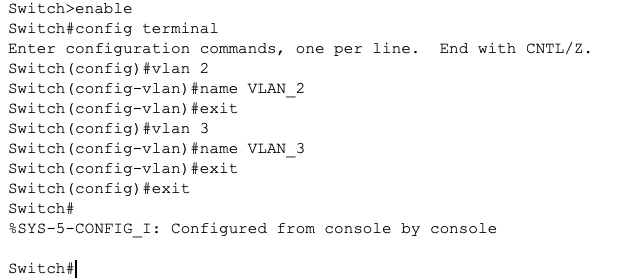 Switch>enable
Switch#config terminal
Enter configuration commands, one per line.  End with CNTL/Z.
Switch(config)#vlan 2
Switch(config-vlan)#name VLAN_2
Switch(config-vlan)#exit
Switch(config)#vlan 3
Switch(config-vlan)#name VLAN_3
Switch(config-vlan)#exit
Switch(config)#exit
Switch#
%SYS-5-CONFIG_I: Configured from console by console
Switch#